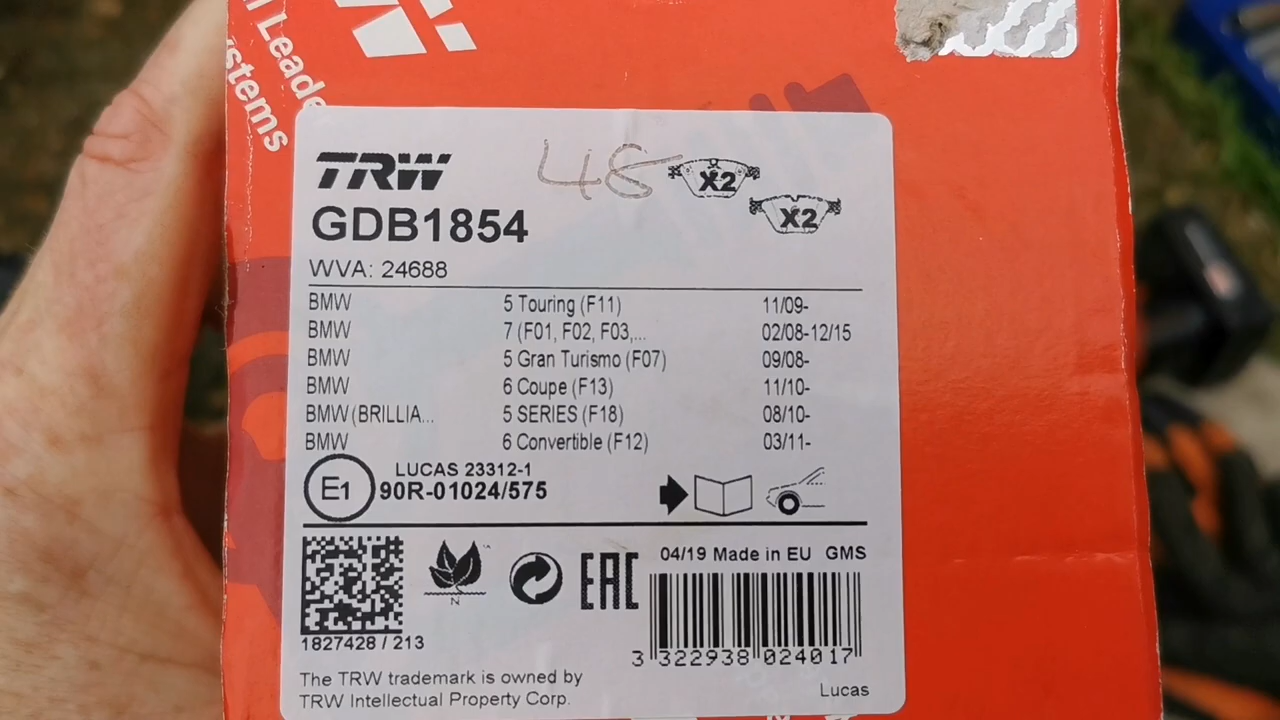 l Leade
stems
TRW
48
X2
X2
GDB1854
WVA: 24688
BMW 5 Touring (F11) 11/09-
BMW 7 (F01, F02, F03,... 02/08-12/15
BMW 5 Gran Turismo (F07) 09/08-
BMW 6 Coupe (F13) 11/10-
BMW (BRILLIA... 5 SERIES (F18) 08/10-
BMW 6 Convertible (F12) 03/11-
LUCAS 23312-1
E1 90R-01024/575
N
EAC
04/19 Made in EU GMS
1827428 / 213
3 322938 024017
The TRW trademark is owned by
TRW Intellectual Property Corp.
Lucas